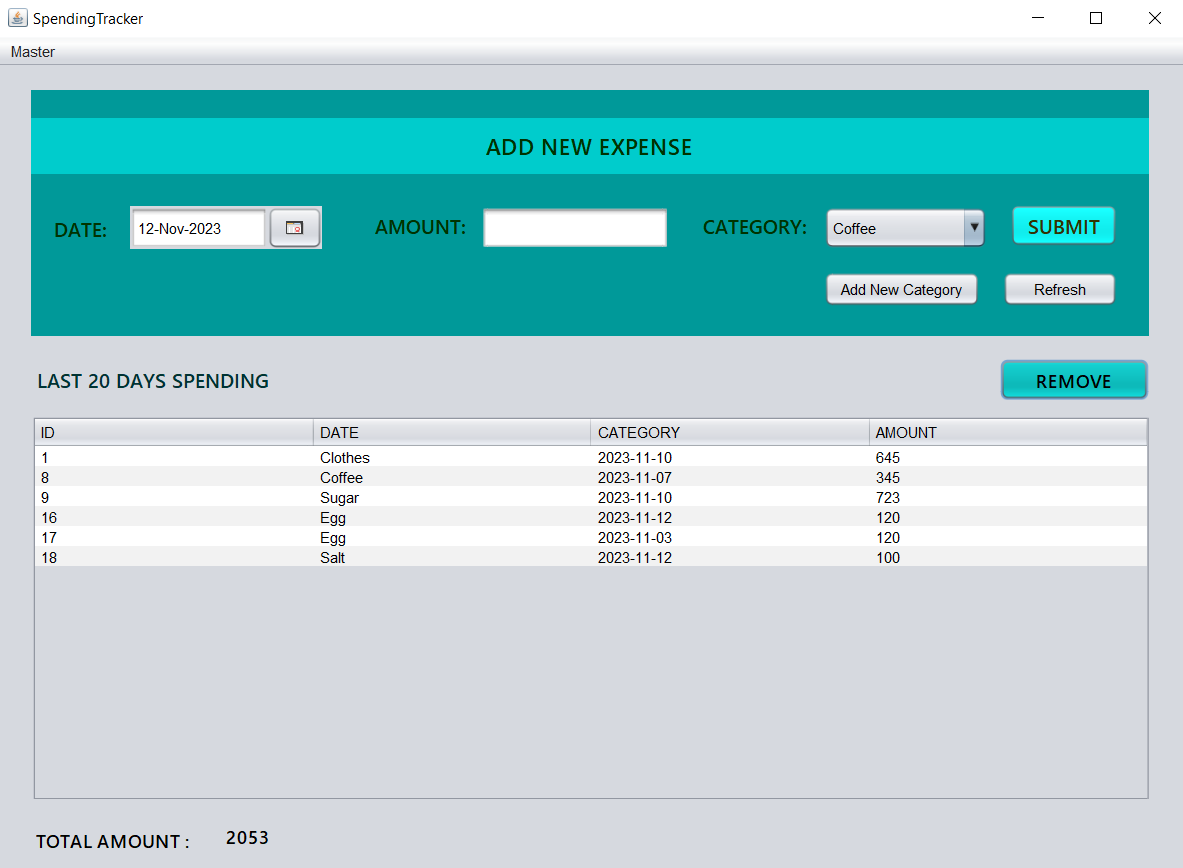 SpendingTracker
Master
ADD NEW EXPENSE
DATE: 12-Nov-2023 AMOUNT: CATEGORY: Coffee SUBMIT
Add New Category Refresh
LAST 20 DAYS SPENDING REMOVE
ID DATE CATEGORY AMOUNT
1 Clothes 2023-11-10 645
8 Coffee 2023-11-07 345
9 Sugar 2023-11-10 723
16 Egg 2023-11-12 120
17 Egg 2023-11-03 120
18 Salt 2023-11-12 100
TOTAL AMOUNT : 2053